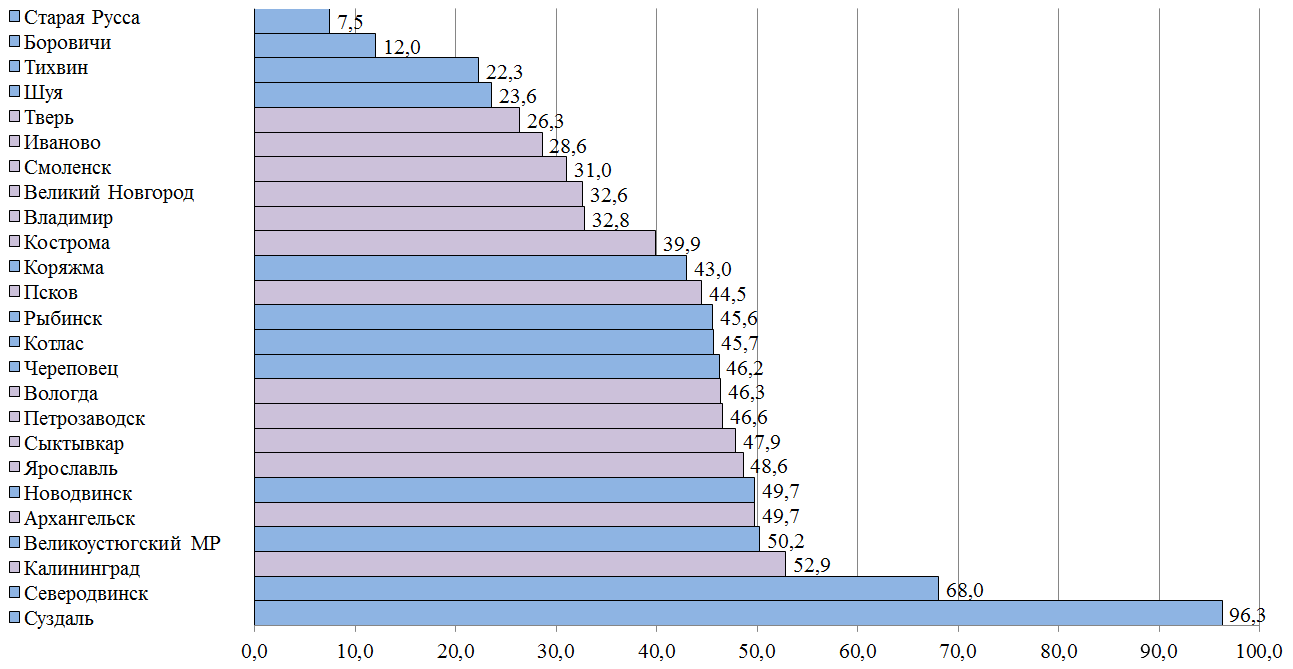 Старая Русса 7,5
Боровичи 12,0
Тихвин 22,3
Шуя 23,6
Тверь 26,3
Иваново 28,6
Смоленск 31,0
Великий Новгород 32,6
Владимир 32,8
Кострома 39,9
Коряжма 43,0
Псков 44,5
Рыбинск 45,6
Котлас 45,7
Череповец 46,2
Вологда 46,3
Петрозаводск 46,6
Сыктывкар 47,9
Ярославль 48,6
Новодвинск 49,7
Архангельск 49,7
Великоустюгский МР 50,2
Калининград 52,9
Северодвинск 68,0
Суздаль 96,3
0,0 10,0 20,0 30,0 40,0 50,0 60,0 70,0 80,0 90,0 100,0